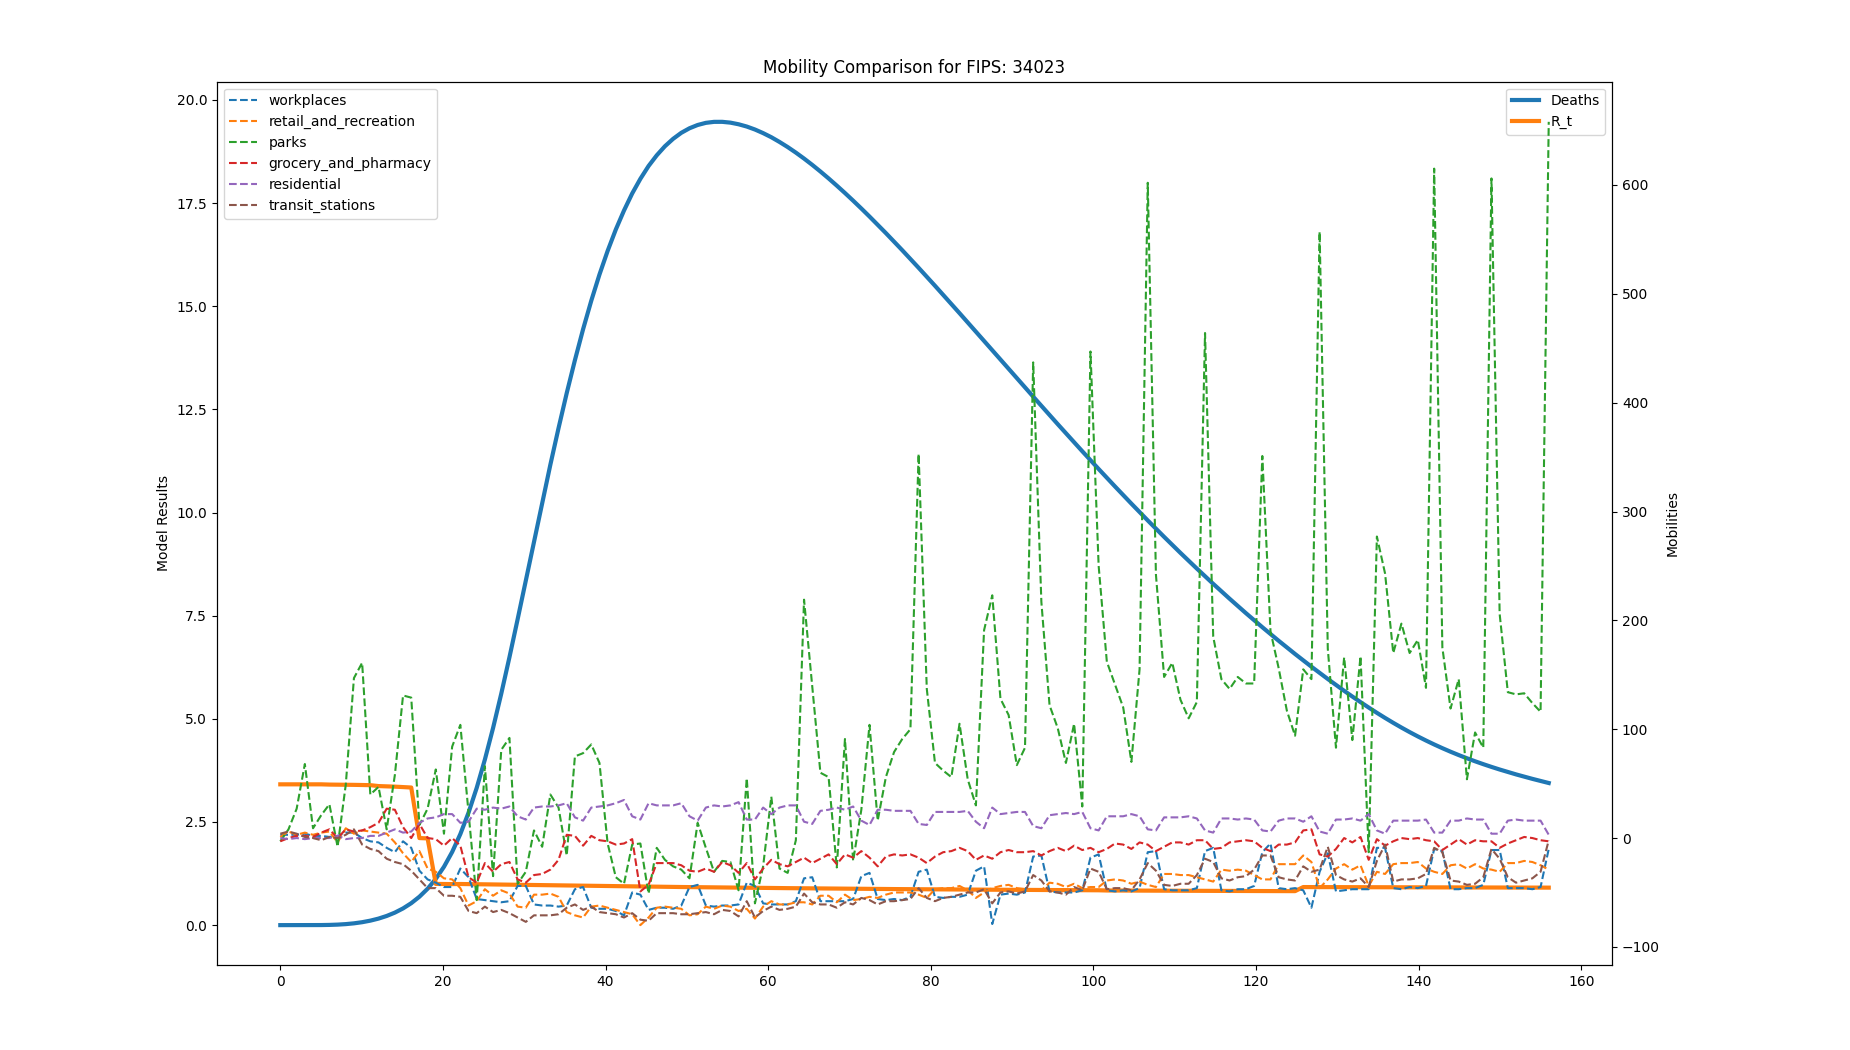 Mobility Comparison for FIPS: 34023
workplaces
retail_and_recreation
parks
grocery_and_pharmacy
residential
transit_stations
Deaths
R_t
20.0
17.5
15.0
12.5
10.0
7.5
5.0
2.5
0.0
Model Results
600
500
400
300
200
100
0
−100
Mobilities
0 20 40 60 80 100 120 140 160